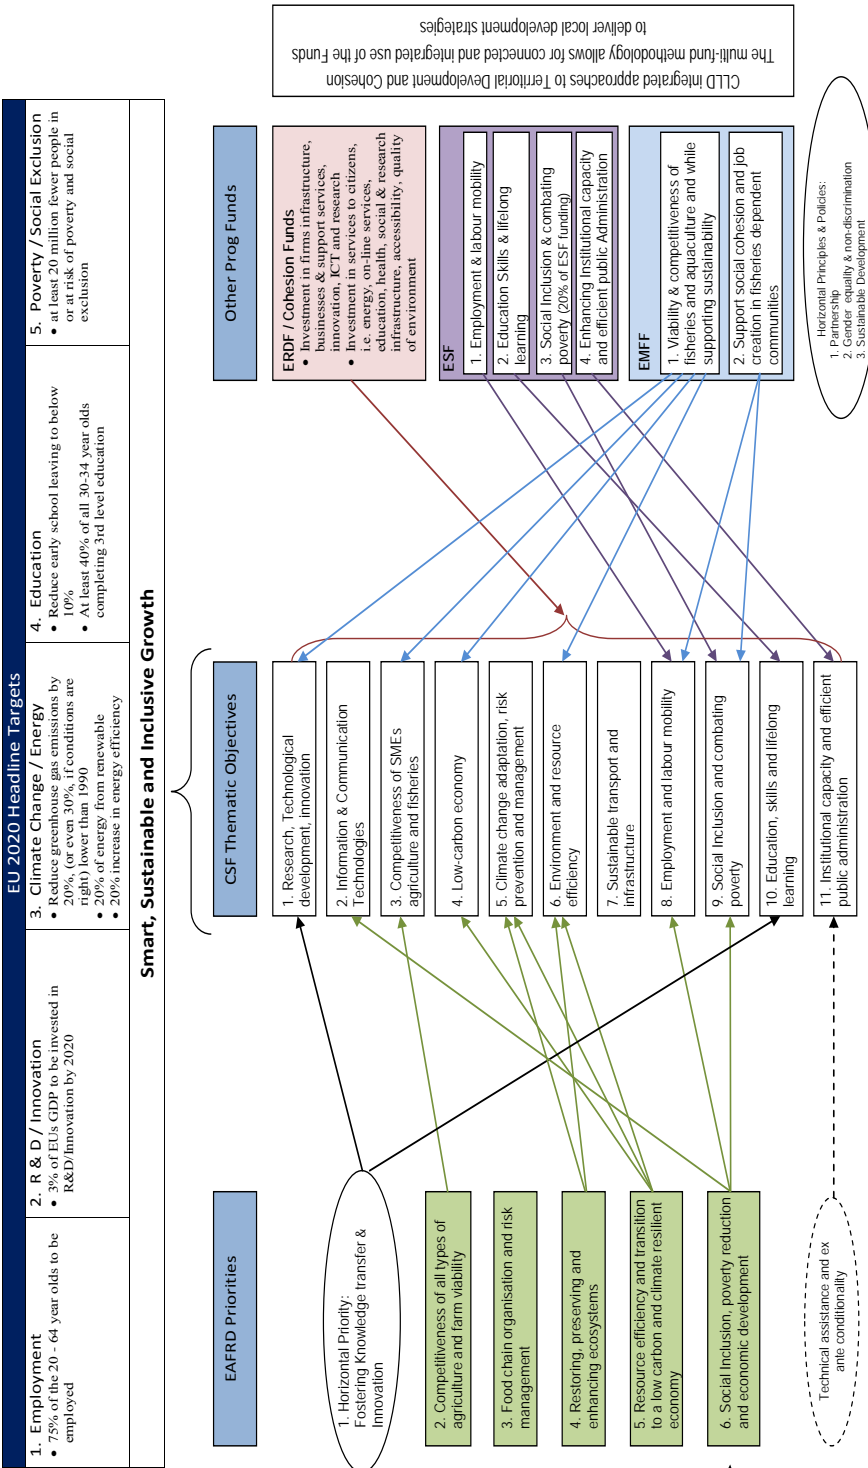 EU 2020 Headline Targets
1. Employment
• 75% of the 20 - 64 year olds to be
employed
2. R & D / Innovation
• 3% of EUs GDP to be invested in
R&D/Innovation by 2020
3. Climate Change / Energy
• Reduce greenhouse gas emissions by
20%, (or even 30%, if conditions are
right) lower than 1990
• 20% of energy from renewable
• 20% increase in energy efficiency
4. Education
• Reduce early school leaving to below
10%
• At least 40% of all 30-34 year olds
completing 3rd level education
5. Poverty / Social Exclusion
• at least 20 million fewer people in
or at risk of poverty and social
exclusion
Smart, Sustainable and Inclusive Growth
EAFRD Priorities
1. Horizontal Priority:
Fostering Knowledge transfer &
Innovation
2. Competitiveness of all types of
agriculture and farm viability
3. Food chain organisation and risk
management
4. Restoring, preserving and
enhancing ecosystems
5. Resource efficiency and transition
to a low carbon and climate resilient
economy
6. Social Inclusion, poverty reduction
and economic development
Technical assistance and ex
ante conditionality
CSF Thematic Objectives
1. Research, Technological
development, innovation
2. Information & Communication
Technologies
3. Competitiveness of SMEs
agriculture and fisheries
4. Low-carbon economy
5. Climate change adaptation, risk
prevention and management
6. Environment and resource
efficiency
7. Sustainable transport and
infrastructure
8. Employment and labour mobility
9. Social Inclusion and combating
poverty
10. Education, skills and lifelong
learning
11. Institutional capacity and efficient
public administration
Other Prog Funds
ERDF / Cohesion Funds
• Investment in firms infrastructure,
businesses & support services,
innovation, ICT and research
• Investment in services to citizens,
i.e. energy, on-line services,
education, health, social & research
infrastructure, accessibility, quality
of environment
ESF
1. Employment & labour mobility
2. Education Skills & lifelong
learning
3. Social Inclusion & combating
poverty (20% of ESF funding)
4. Enhancing Institutional capacity
and efficient public Administration
EMFF
1. Viability & competitiveness of
fisheries and aquaculture and while
supporting sustainability
2. Support social cohesion and job
creation in fisheries dependent
communities
Horizontal Principles & Policies:
1. Partnership
2. Gender equality & non-discrimination
3. Sustainable Development
CLLD integrated approaches to Territorial Development and Cohesion
The multi-fund methodology allows for connected and integrated use of the Funds
to deliver local development strategies